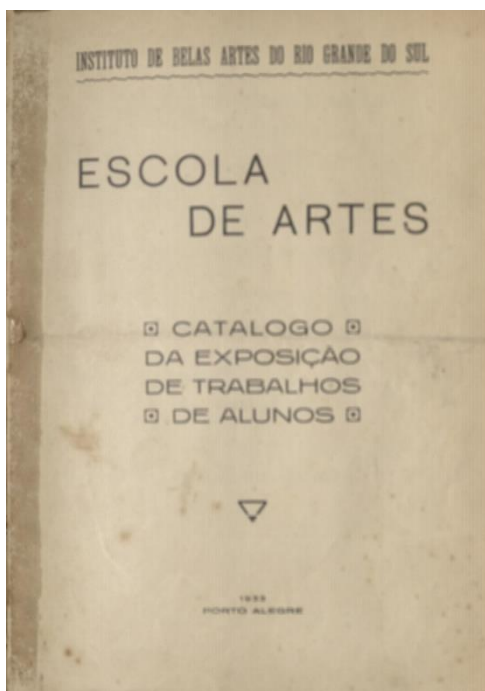 INSTITUTO DE BELAS ARTES DO RIO GRANDE DO SUL
ESCOLA
DE ARTES
CATALOGO
DA EXPOSIÇÃO
DE TRABALHOS
DE ALUNOS
PORTO ALEGRE